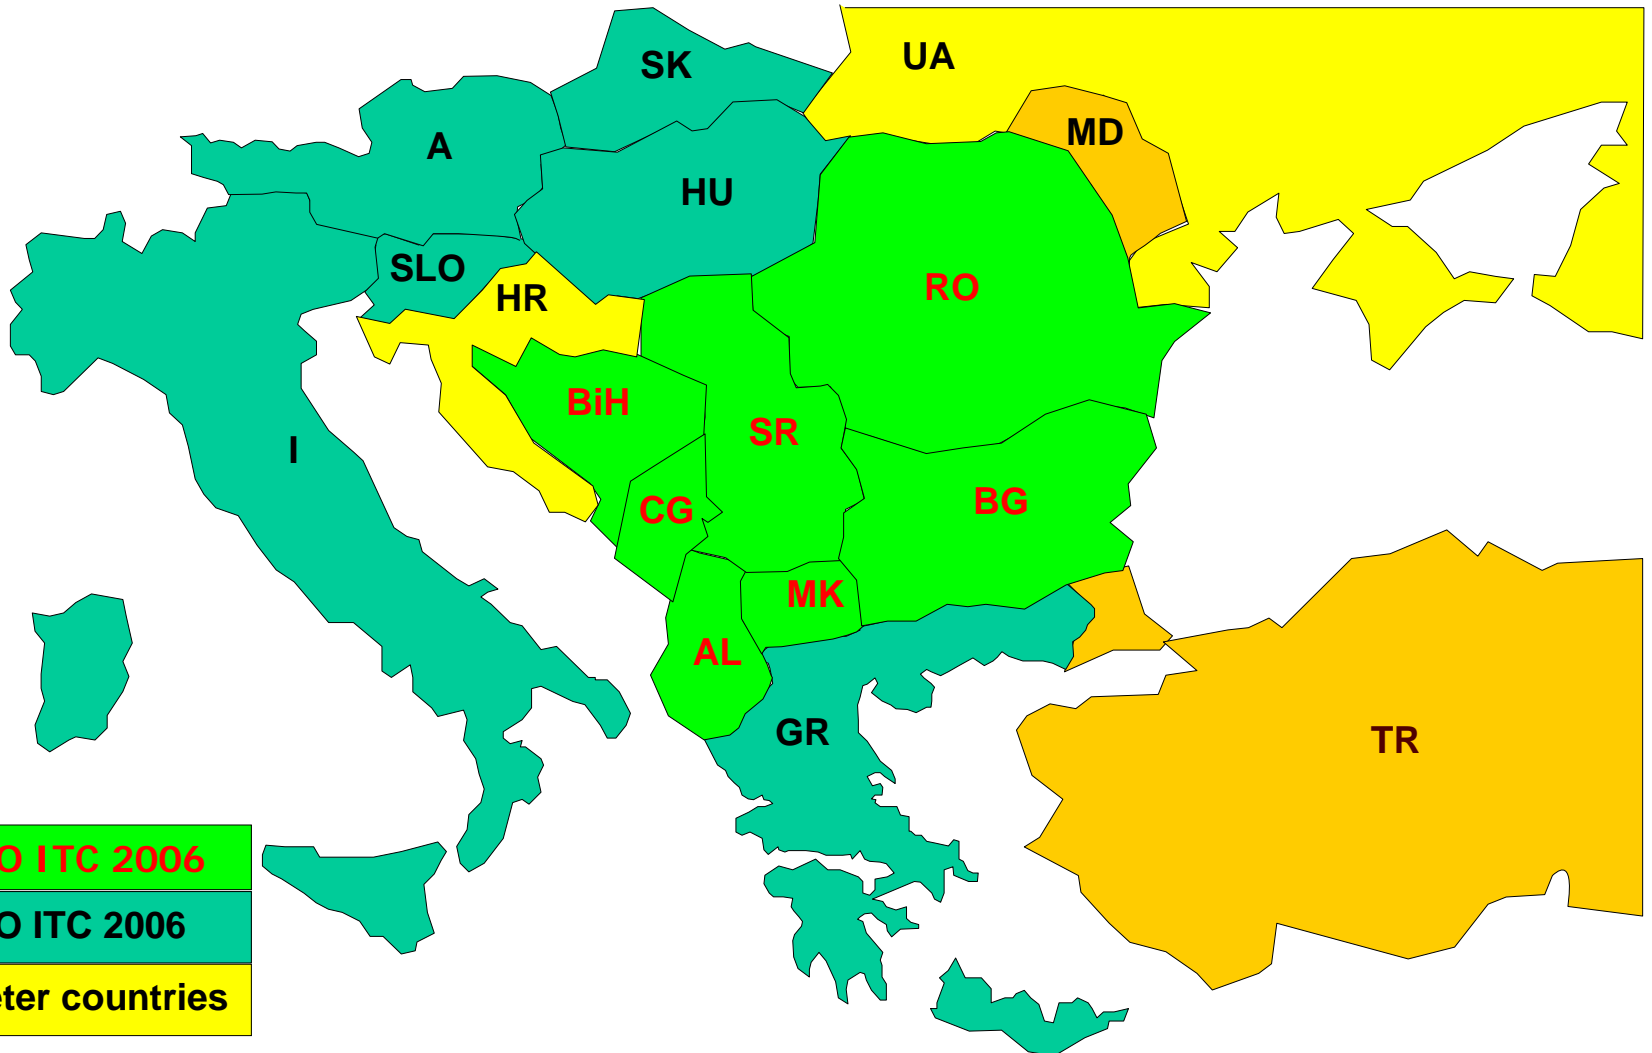 SK
UA
A
MD
HU
SLO
HR
RO
BiH
SR
I
CG
BG
MK
AL
GR
TR
O ITC 2006
O ITC 2006
countries